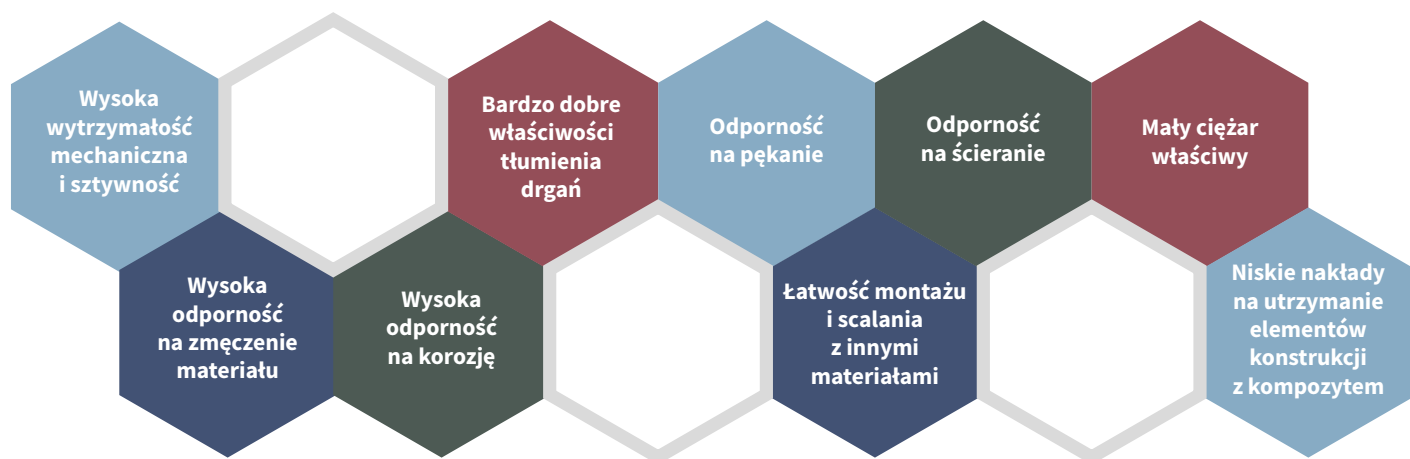 Wysoka
wytrzymałość
mechaniczna
i sztywność
Bardzo dobre
właściwości
tłumienia
drgań
Odporność
na pękanie
Odporność
na ścieranie
Mały ciężar
właściwy
Wysoka
odporność
na zmęczenie
materiału
Wysoka
odporność
na korozję
Łatwość montażu
i scalania
z innymi
materiałami
Niskie nakłady
na utrzymanie
elementów
konstrukcji
z kompozytem